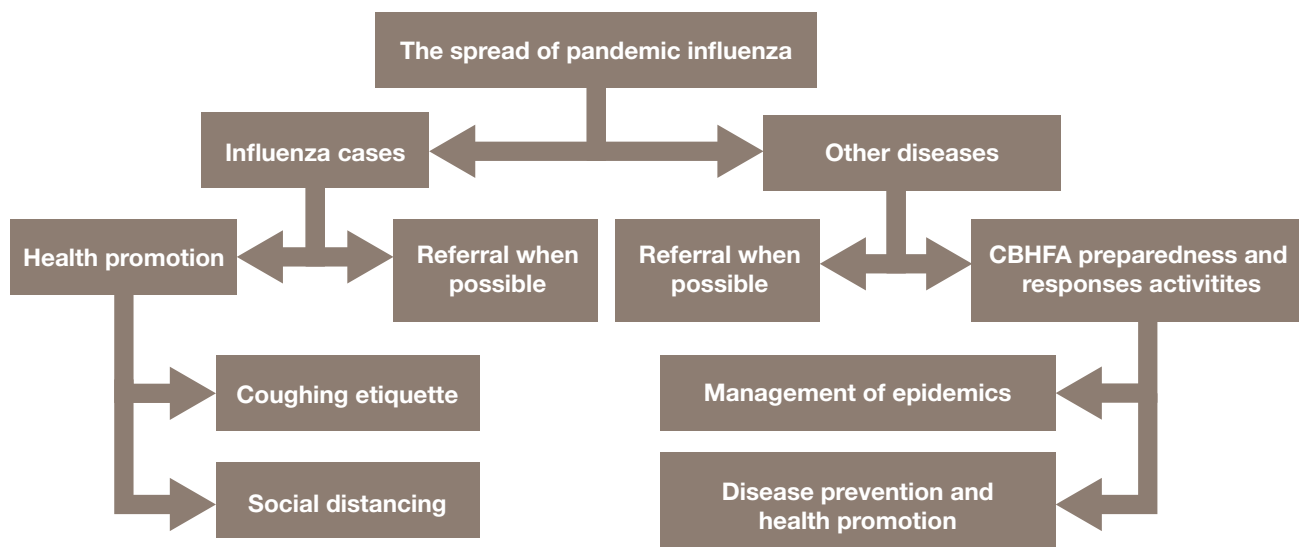 The spread of pandemic influenza
Influenza cases
Other diseases
Health promotion
Referral when
possible
Referral when
possible
CBHFA preparedness and
responses activitites
Coughing etiquette
Management of epidemics
Social distancing
Disease prevention and
health promotion